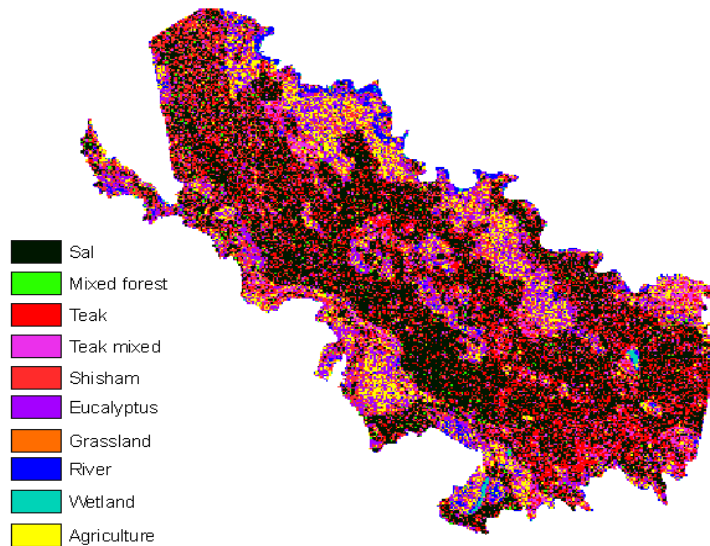 Sal
Mixed forest
Teak
Teak mixed
Shisham
Eucalyptus
Grassland
River
Wetland
Agriculture